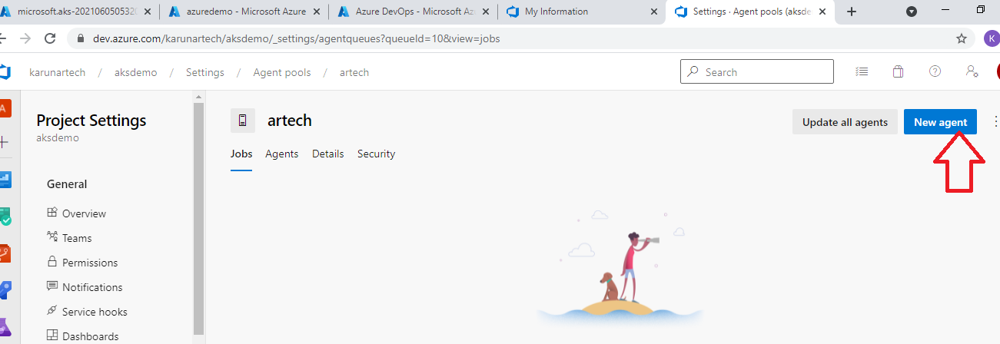 microsoft.aks-20210605053520
azuredemo - Microsoft Azure
Azure DevOps - Microsoft Az
My Information
Settings · Agent pools (aksde
dev.azure.com/karunartech/aksdemo/_settings/agentqueues?queueId=10&view=jobs
K
karunartech / aksdemo / Settings / Agent pools / artech
Search
A
Project Settings
aksdemo
artech
Update all agents
New agent
Jobs Agents Details Security
General
Overview
Teams
Permissions
Notifications
Service hooks
Dashboards